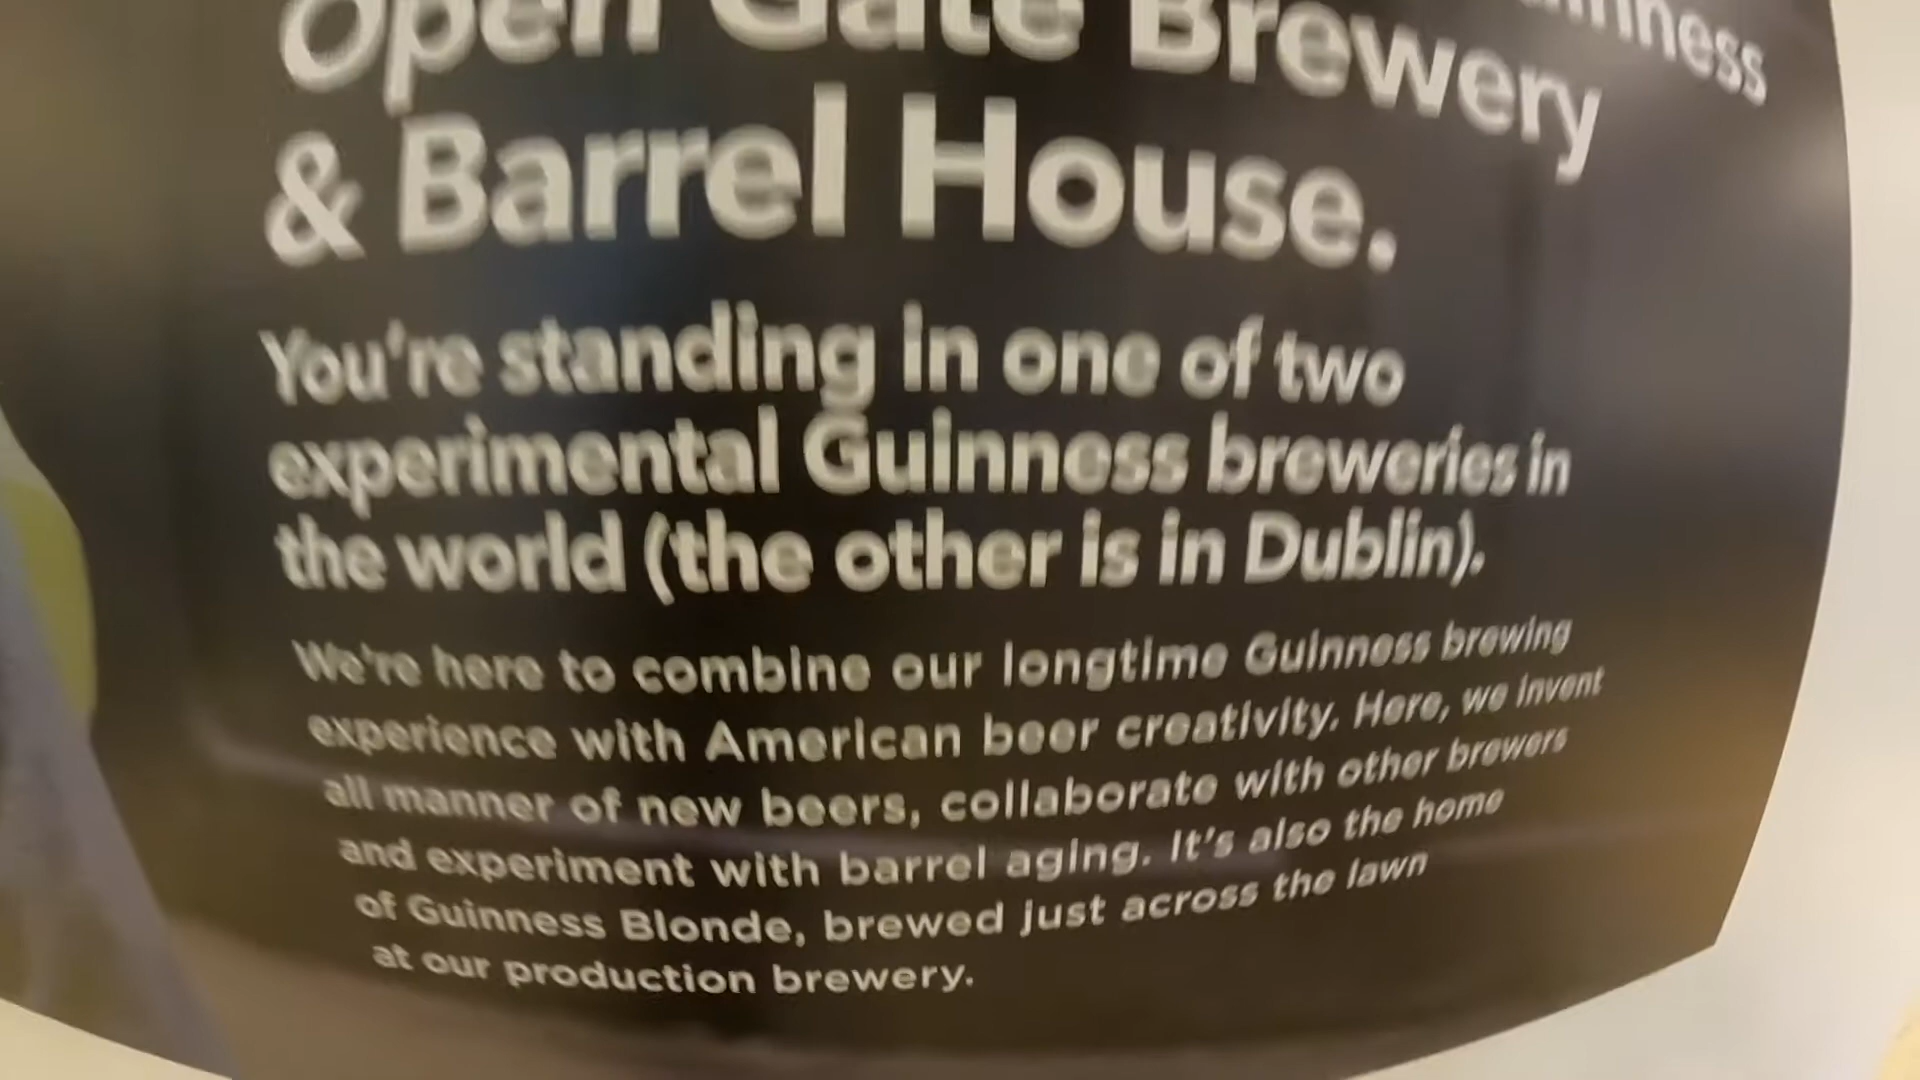 Open Gate Brewery
& Barrel House.
You're standing in one of two
experimental Guinness breweries in
the world (the other is in Dublin).
We're here to combine our longtime Guinness brewing
experience with American beer creativity. Here, we invent
all manner of new beers, collaborate with other brewers
and experiment with barrel aging. It's also the home
of Guinness Blonde, brewed just across the lawn
at our production brewery.